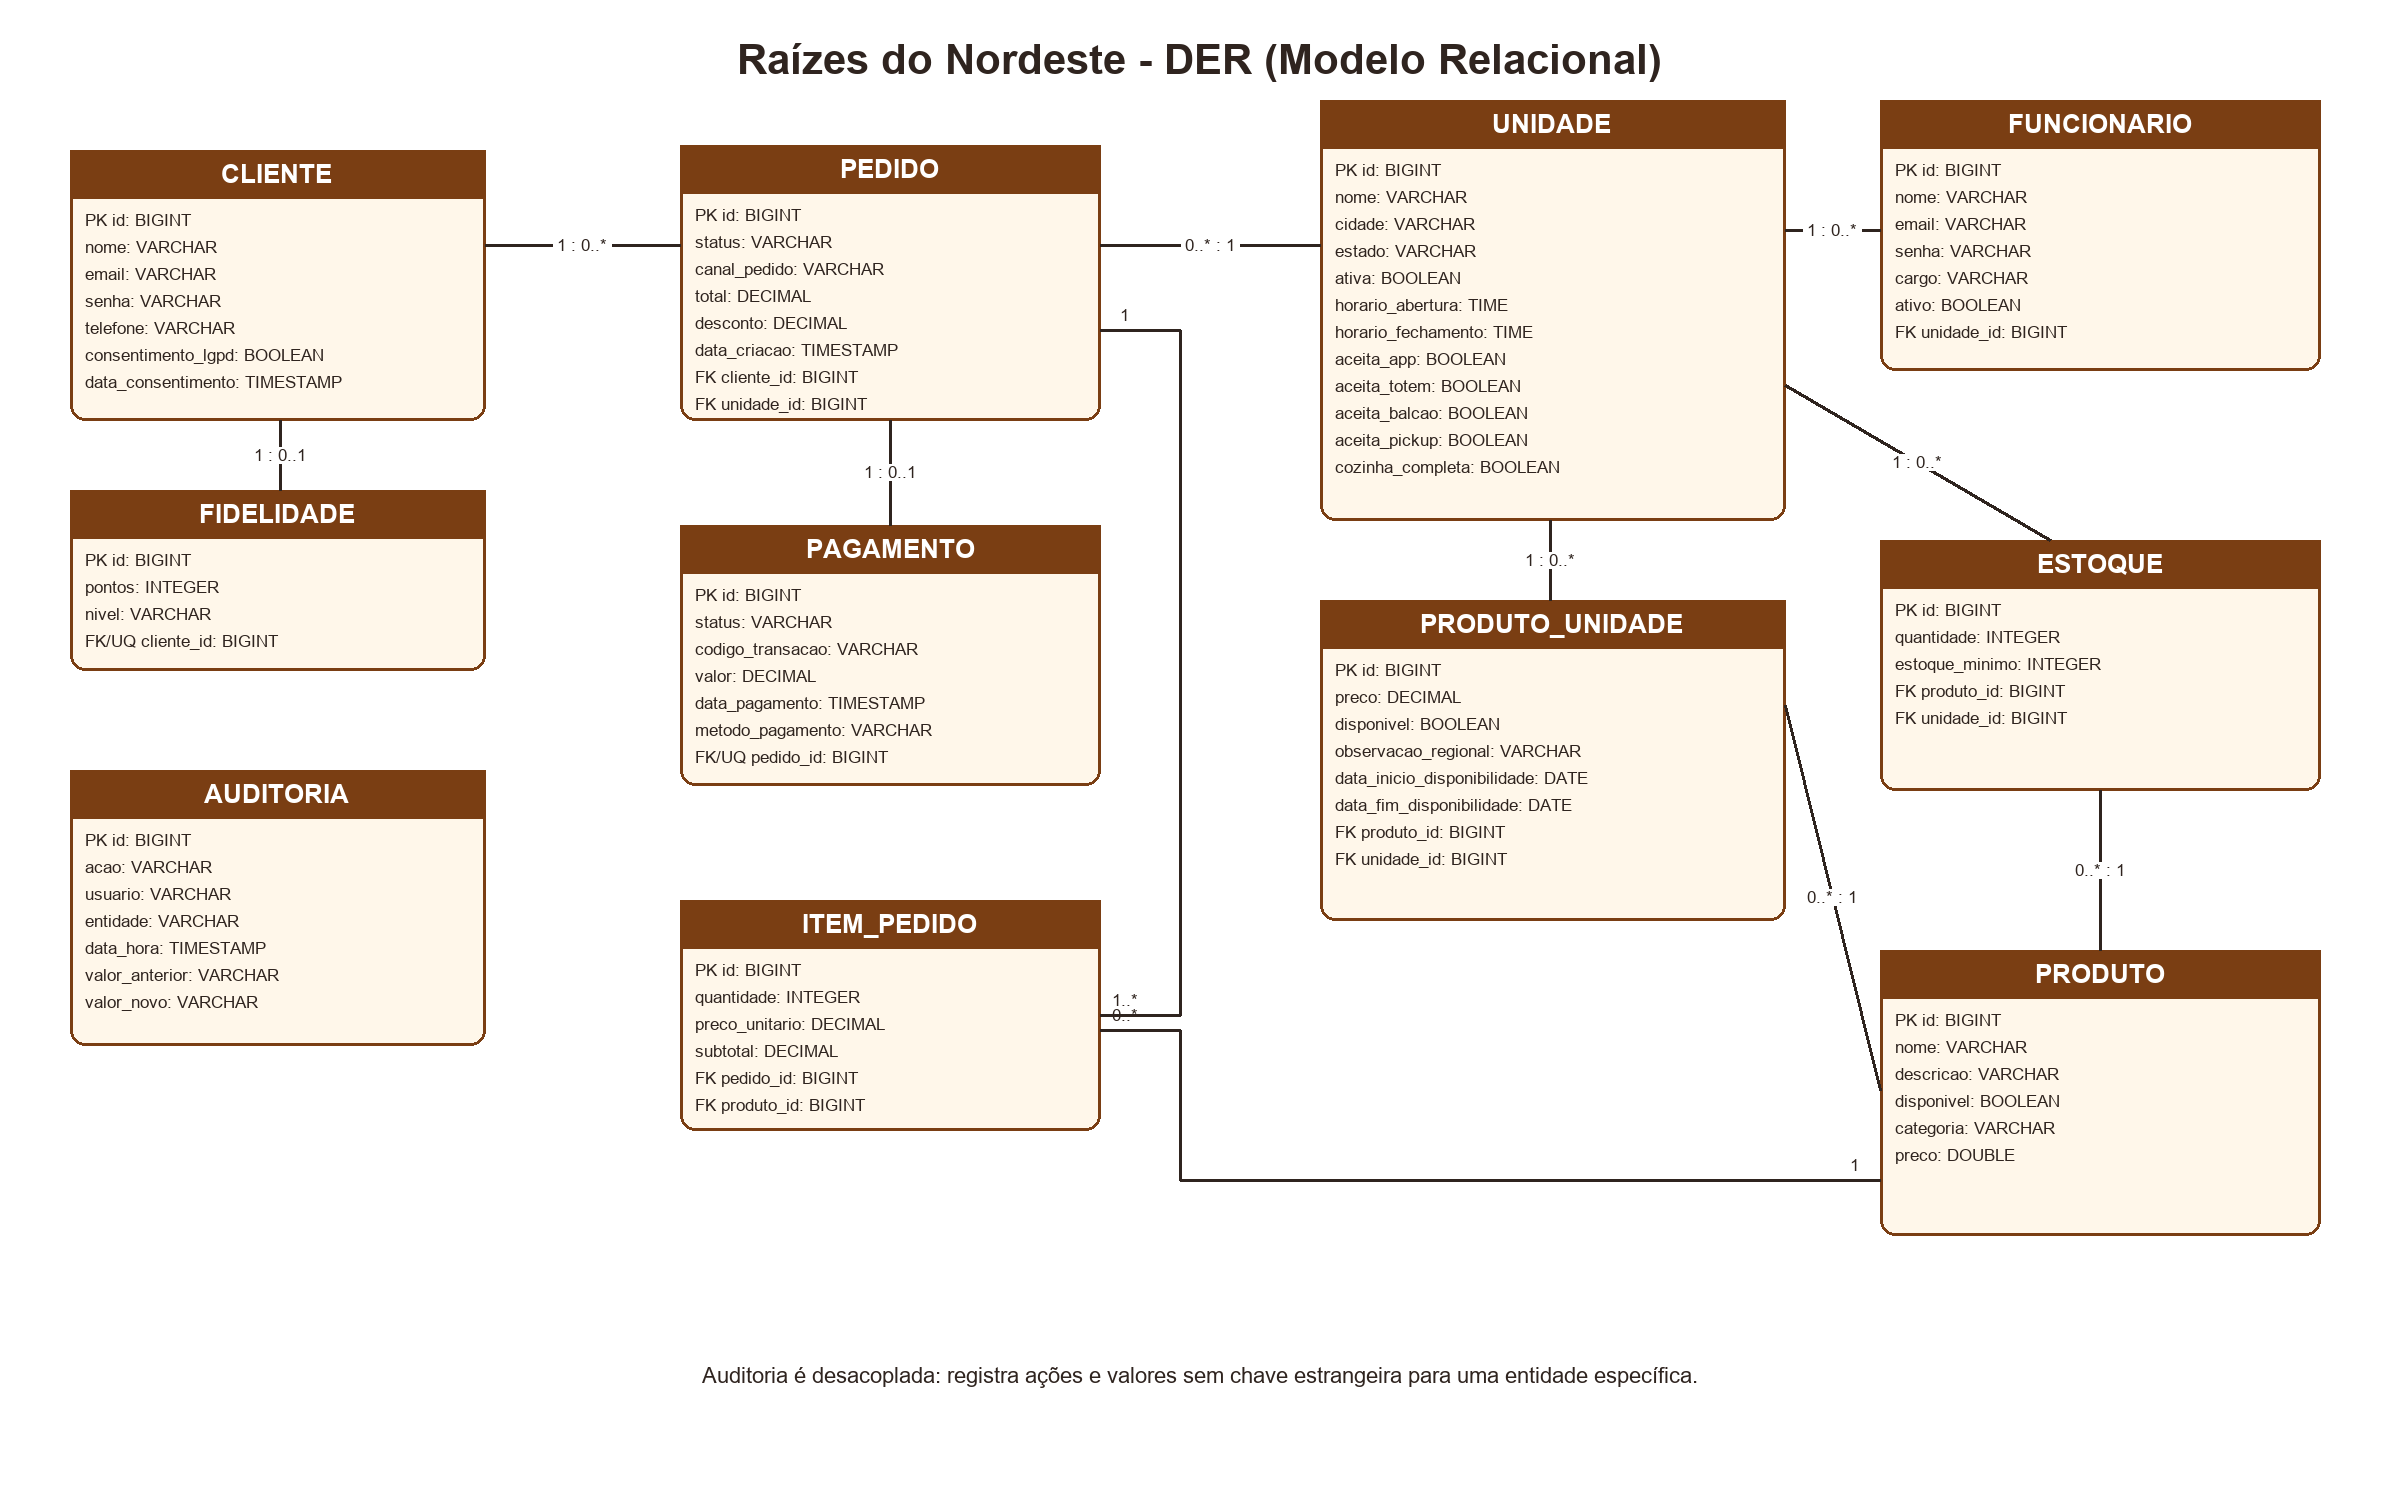 Raízes do Nordeste - DER (Modelo Relacional)
CLIENTE
PK id: BIGINT
nome: VARCHAR
email: VARCHAR
senha: VARCHAR
telefone: VARCHAR
consentimento_lgpd: BOOLEAN
data_consentimento: TIMESTAMP
1 : 0..*
PEDIDO
PK id: BIGINT
status: VARCHAR
canal_pedido: VARCHAR
total: DECIMAL
desconto: DECIMAL
data_criacao: TIMESTAMP
FK cliente_id: BIGINT
FK unidade_id: BIGINT
0..* : 1
1
UNIDADE
PK id: BIGINT
nome: VARCHAR
cidade: VARCHAR
estado: VARCHAR
ativa: BOOLEAN
horario_abertura: TIME
horario_fechamento: TIME
aceita_app: BOOLEAN
aceita_totem: BOOLEAN
aceita_balcao: BOOLEAN
aceita_pickup: BOOLEAN
cozinha_completa: BOOLEAN
1 : 0..*
FUNCIONARIO
PK id: BIGINT
nome: VARCHAR
email: VARCHAR
senha: VARCHAR
cargo: VARCHAR
ativo: BOOLEAN
FK unidade_id: BIGINT
1 : 0..1
1 : 0..1
1 : 0..*
1 : 0..*
FIDELIDADE
PK id: BIGINT
pontos: INTEGER
nivel: VARCHAR
FK/UQ cliente_id: BIGINT
PAGAMENTO
PK id: BIGINT
status: VARCHAR
codigo_transacao: VARCHAR
valor: DECIMAL
data_pagamento: TIMESTAMP
metodo_pagamento: VARCHAR
FK/UQ pedido_id: BIGINT
PRODUTO_UNIDADE
PK id: BIGINT
preco: DECIMAL
disponivel: BOOLEAN
observacao_regional: VARCHAR
data_inicio_disponibilidade: DATE
data_fim_disponibilidade: DATE
FK produto_id: BIGINT
FK unidade_id: BIGINT
ESTOQUE
PK id: BIGINT
quantidade: INTEGER
estoque_minimo: INTEGER
FK produto_id: BIGINT
FK unidade_id: BIGINT
0..* : 1
0..* : 1
AUDITORIA
PK id: BIGINT
acao: VARCHAR
usuario: VARCHAR
entidade: VARCHAR
data_hora: TIMESTAMP
valor_anterior: VARCHAR
valor_novo: VARCHAR
ITEM_PEDIDO
PK id: BIGINT
quantidade: INTEGER
preco_unitario: DECIMAL
subtotal: DECIMAL
FK pedido_id: BIGINT
FK produto_id: BIGINT
1..*
0..*
PRODUTO
PK id: BIGINT
nome: VARCHAR
descricao: VARCHAR
disponivel: BOOLEAN
categoria: VARCHAR
preco: DOUBLE
1
Auditoria é desacoplada: registra ações e valores sem chave estrangeira para uma entidade específica.